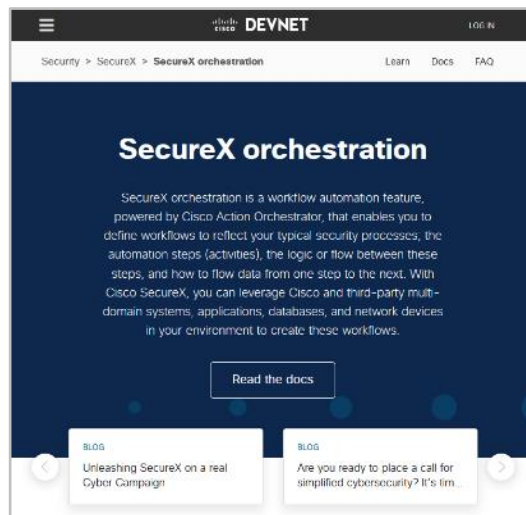 CISCO DEVNET LOG IN
Security > SecureX > SecureX orchestration Learn Docs FAQ
SecureX orchestration
SecureX orchestration is a workflow automation feature,
powered by Cisco Action Orchestrator, that enables you to
define workflows to reflect your typical security processes, the
automation steps (activities), the logic or flow between these
steps, and how to flow data from one step to the next. With
Cisco SecureX, you can leverage Cisco and third-party multi-
domain systems, applications, databases, and network devices
in your environment to create these workflows.
Read the docs
BLOG
Unleashing SecureX on a real
Cyber Campaign
BLOG
Are you ready to place a call for
simplified cybersecurity? It's tim...